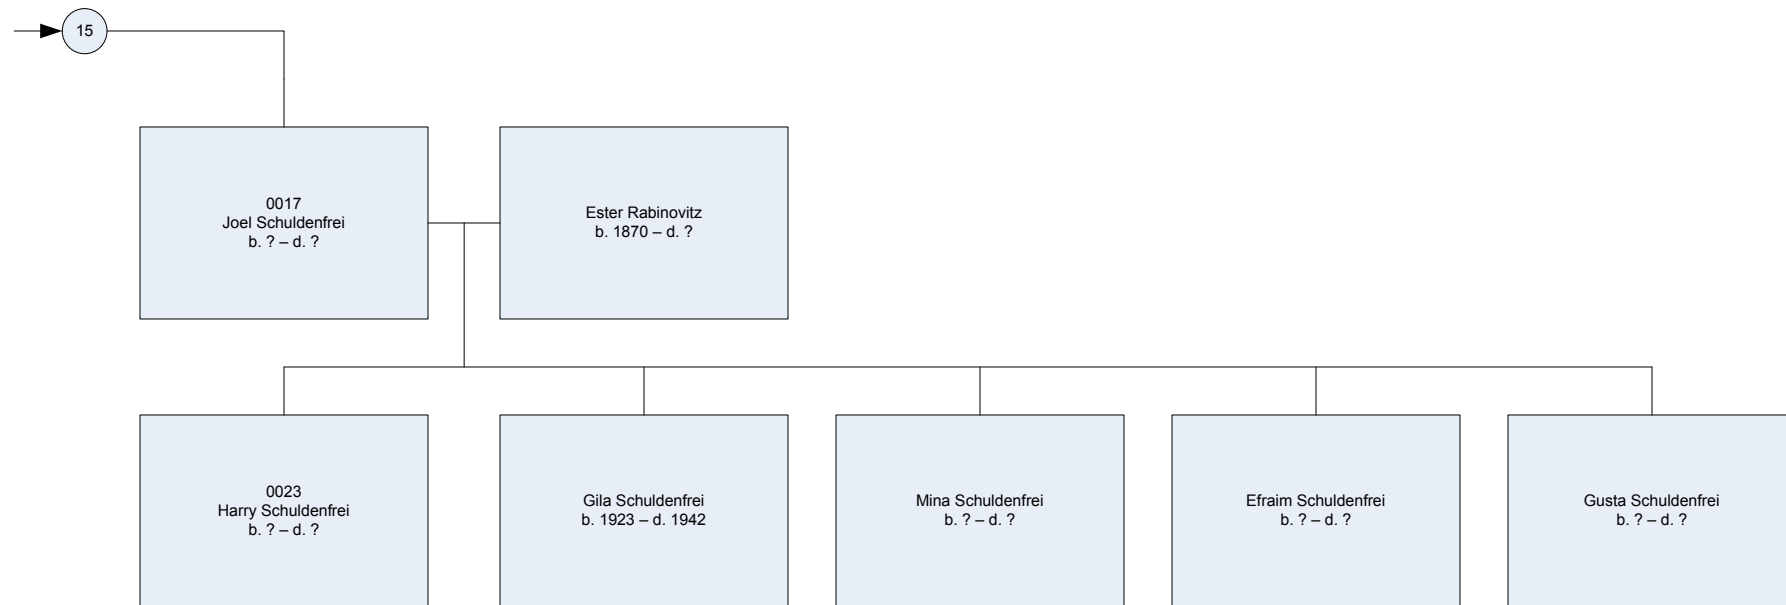 15
0017
Joel Schuldenfrei
b. ? – d. ?
Ester Rabinovitz
b. 1870 – d. ?
0023
Harry Schuldenfrei
b. ? – d. ?
Gila Schuldenfrei
b. 1923 – d. 1942
Mina Schuldenfrei
b. ? – d. ?
Efraim Schuldenfrei
b. ? – d. ?
Gusta Schuldenfrei
b. ? – d. ?